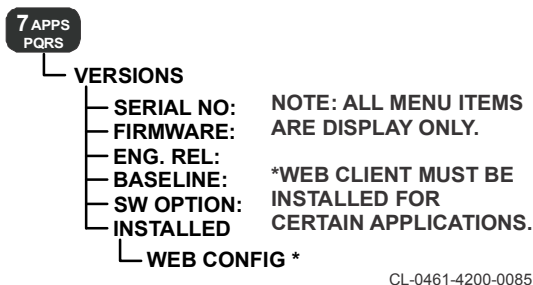 7 APPS
PQRS
VERSIONS
SERIAL NO:
FIRMWARE:
ENG. REL:
BASELINE:
SW OPTION:
INSTALLED
WEB CONFIG *
NOTE: ALL MENU ITEMS
ARE DISPLAY ONLY.
*WEB CLIENT MUST BE
INSTALLED FOR
CERTAIN APPLICATIONS.
CL-0461-4200-0085